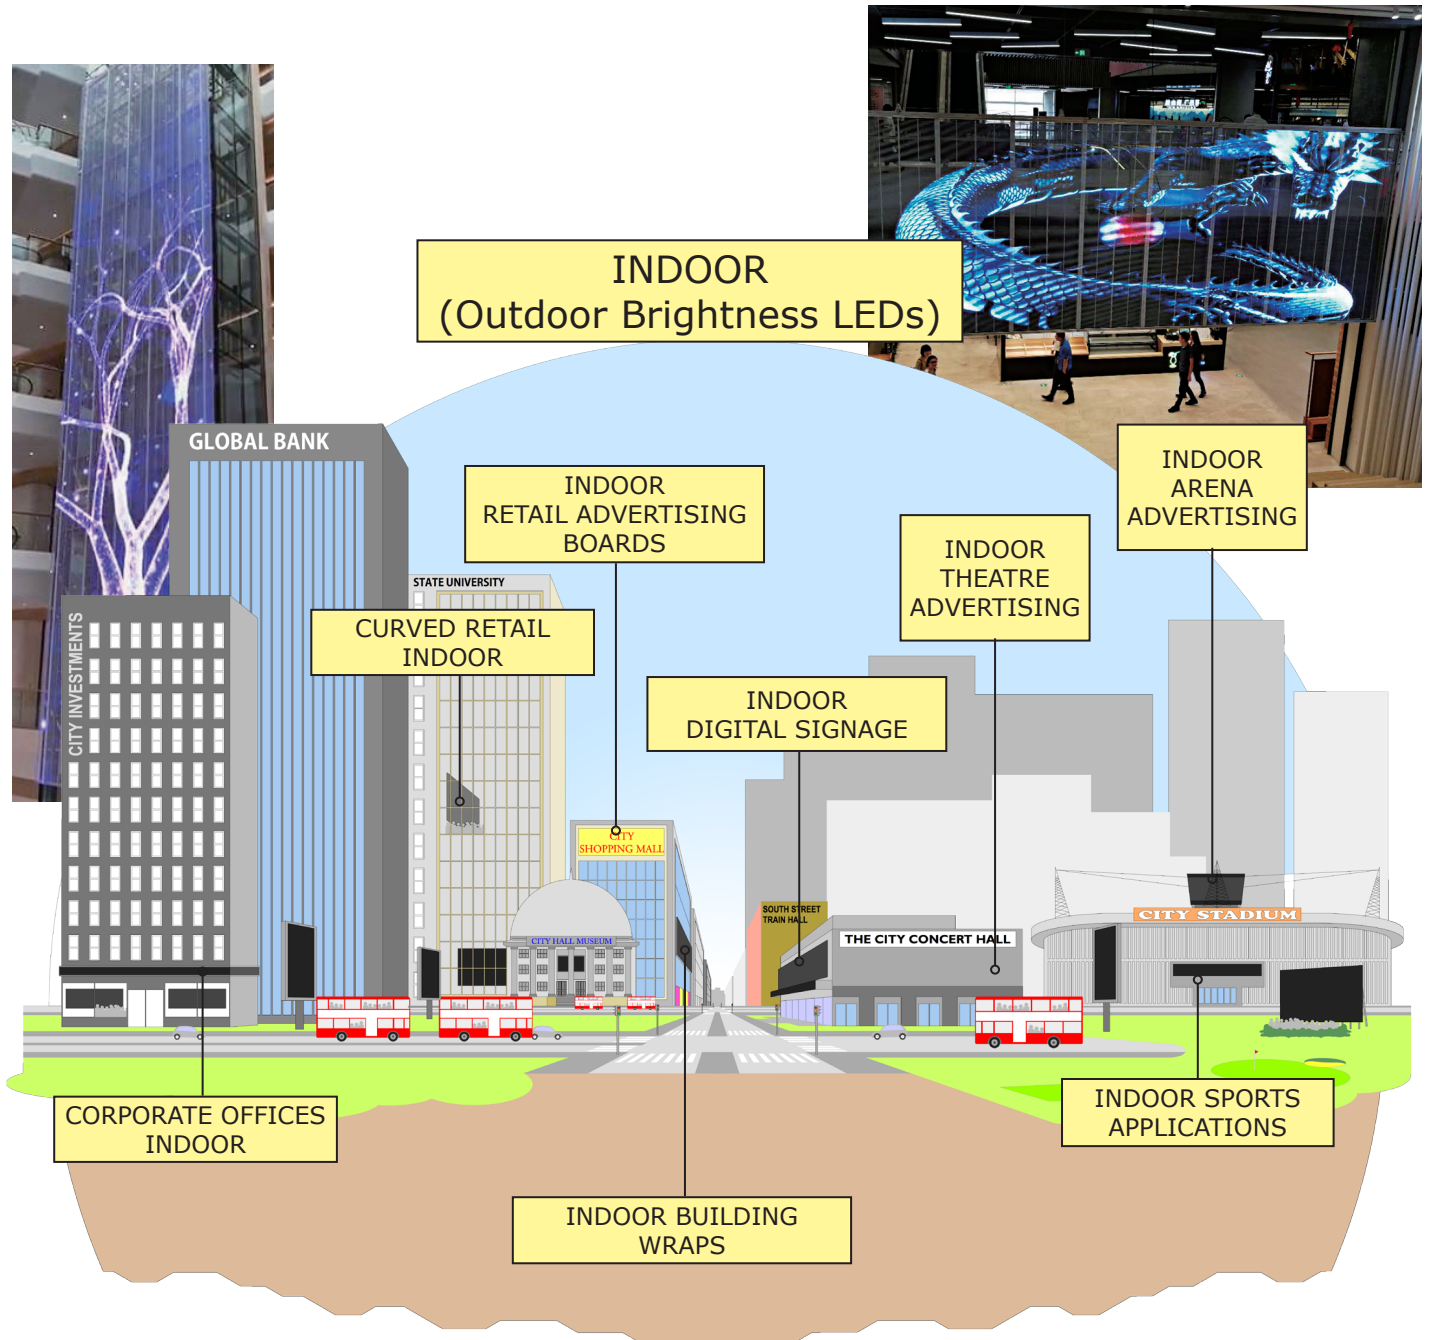 INDOOR
(Outdoor Brightness LEDs)
GLOBAL BANK
INDOOR
RETAIL ADVERTISING
BOARDS
INDOOR
ARENA
ADVERTISING
INDOOR
THEATRE
ADVERTISING
STATE UNIVERSITY
CURVED RETAIL
INDOOR
CITY INVESTMENTS
INDOOR
DIGITAL SIGNAGE
CITY
SHOPPING MALL
SOUTH STREET
TRAIN HALL
CITY STADIUM
CITY HALL MUSEUM
THE CITY CONCERT HALL
CORPORATE OFFICES
INDOOR
INDOOR SPORTS
APPLICATIONS
INDOOR BUILDING
WRAPS